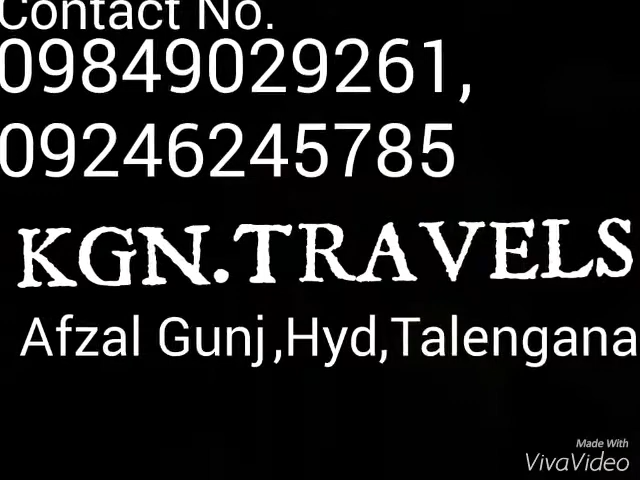 Contact No.
09849029261,
09246245785
KGN.TRAVELS
Afzal Gunj,Hyd,Talengana
Made With
VivaVideo